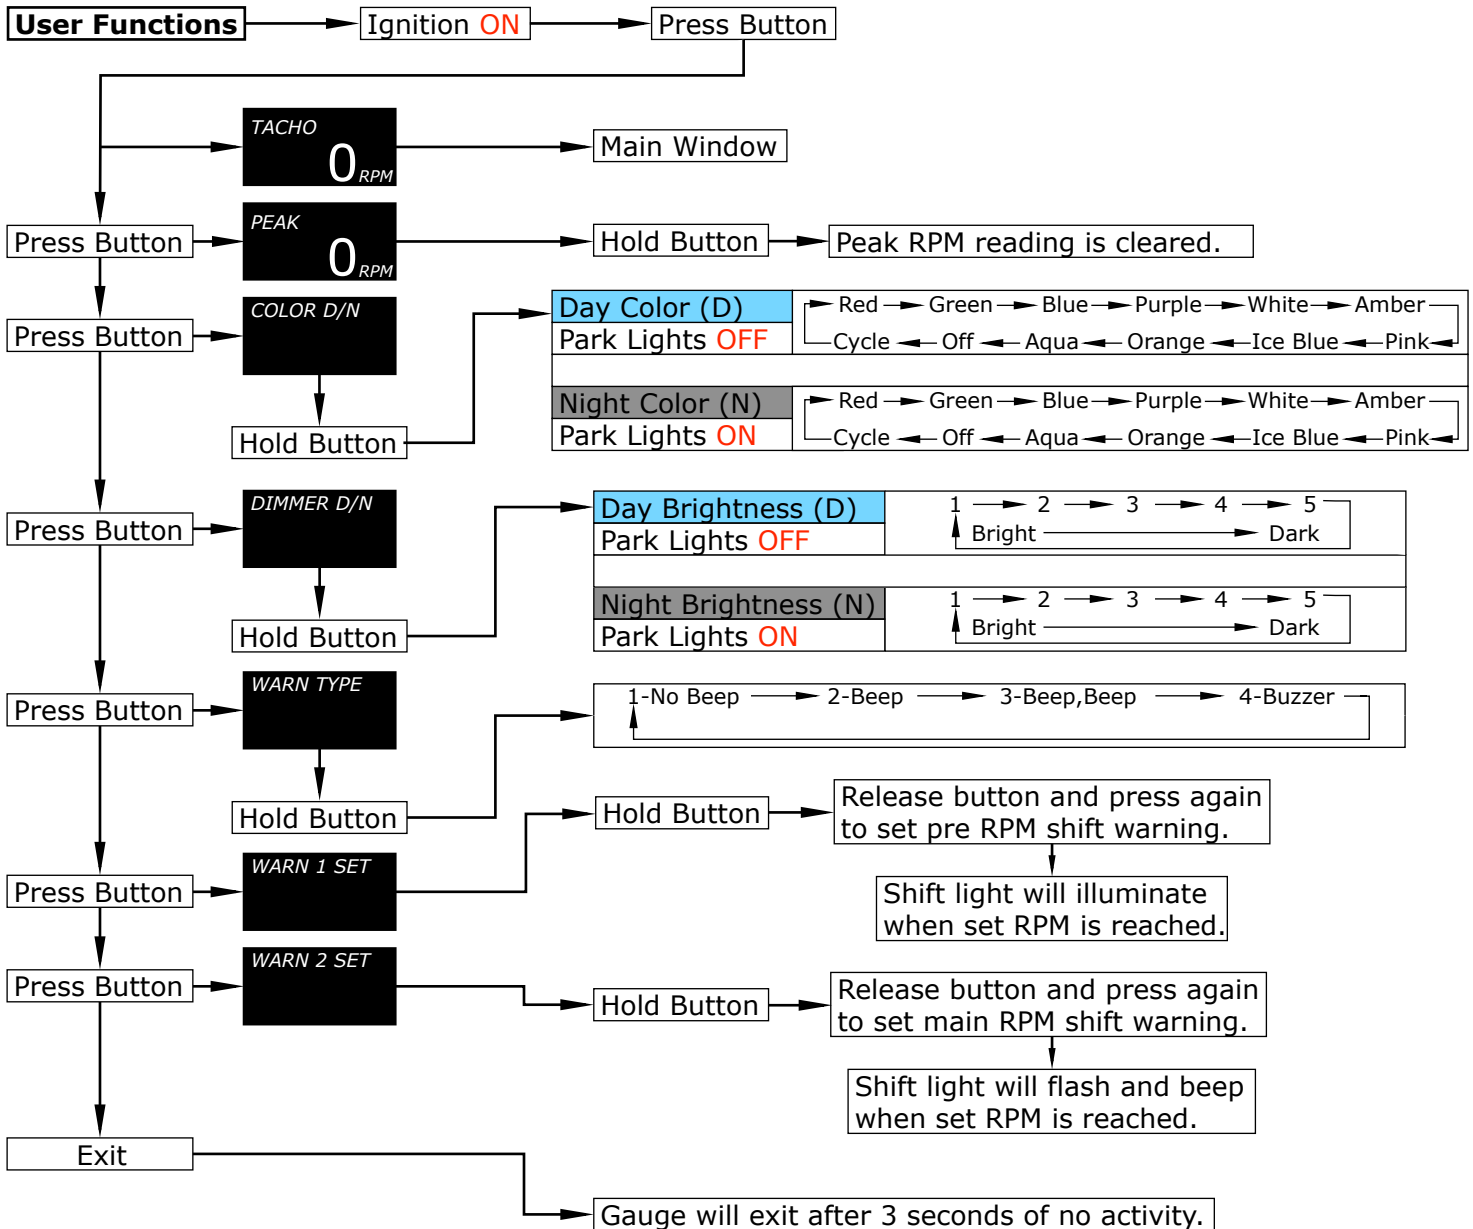 User Functions
Ignition ON
Press Button
TACHO
0 RPM
Main Window
Press Button
PEAK
0 RPM
Hold Button
Peak RPM reading is cleared.
Press Button
COLOR D/N
Hold Button
Day Color (D)
Park Lights OFF
Red Green Blue Purple White Amber
Cycle Off Aqua Orange Ice Blue Pink
Night Color (N)
Park Lights ON
Red Green Blue Purple White Amber
Cycle Off Aqua Orange Ice Blue Pink
Press Button
DIMMER D/N
Hold Button
Day Brightness (D)
Park Lights OFF
1 2 3 4 5
Bright Dark
Night Brightness (N)
Park Lights ON
1 2 3 4 5
Bright Dark
Press Button
WARN TYPE
Hold Button
1-No Beep 2-Beep 3-Beep,Beep 4-Buzzer
Press Button
WARN 1 SET
Hold Button
Release button and press again
to set pre RPM shift warning.
Shift light will illuminate
when set RPM is reached.
Press Button
WARN 2 SET
Hold Button
Release button and press again
to set main RPM shift warning.
Shift light will flash and beep
when set RPM is reached.
Exit
Gauge will exit after 3 seconds of no activity.